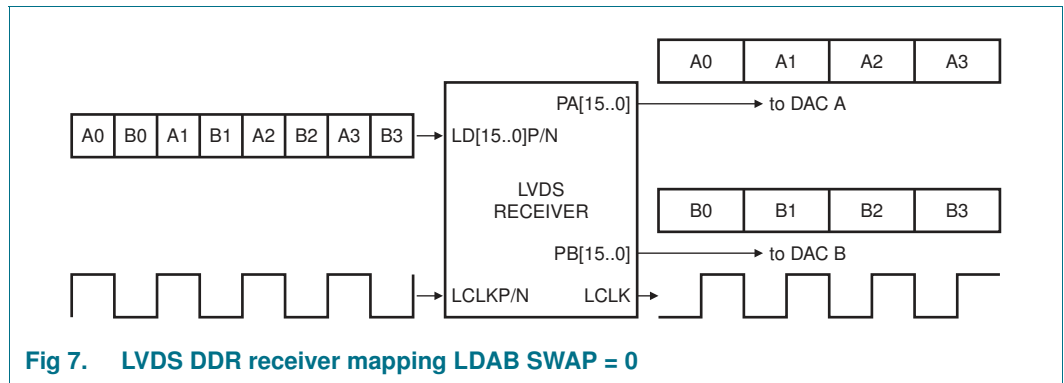 A0 A1 A2 A3
PA[15..0] to DAC A
A0 B0 A1 B1 A2 B2 A3 B3 LD[15..0]P/N
LVDS
RECEIVER
B0 B1 B2 B3
PB[15..0] to DAC B
LCLKP/N LCLK
Fig 7. LVDS DDR receiver mapping LDAB SWAP = 0